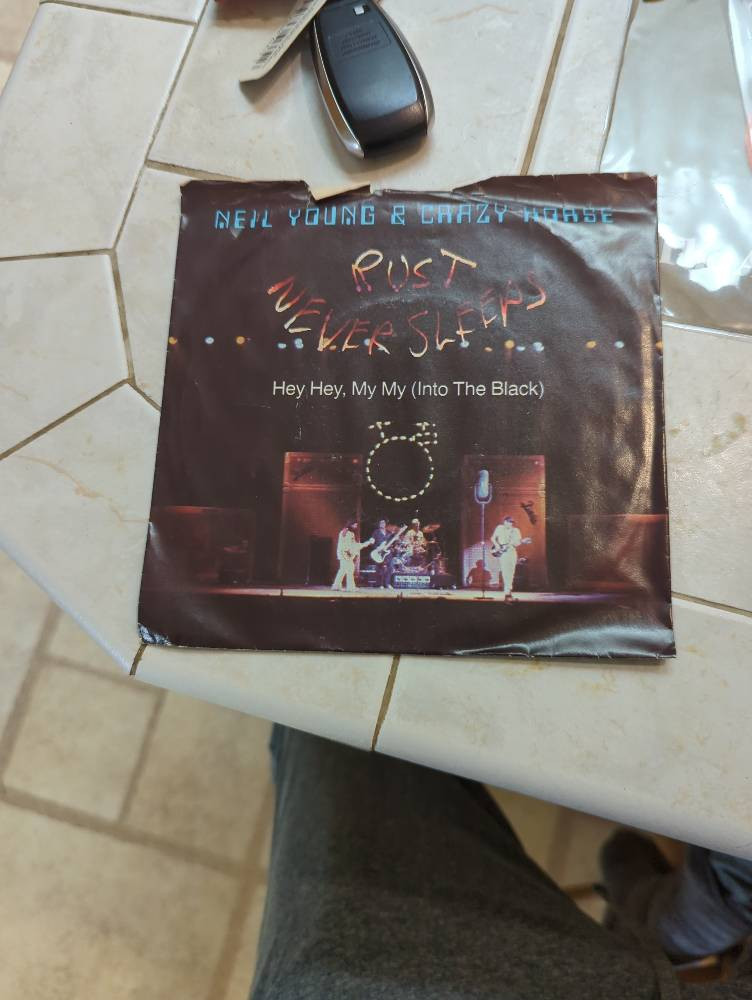 NEIL YOUNG & CRAZY HORSE
RUST
NEVER SLEEPS
Hey Hey, My My (Into The Black)